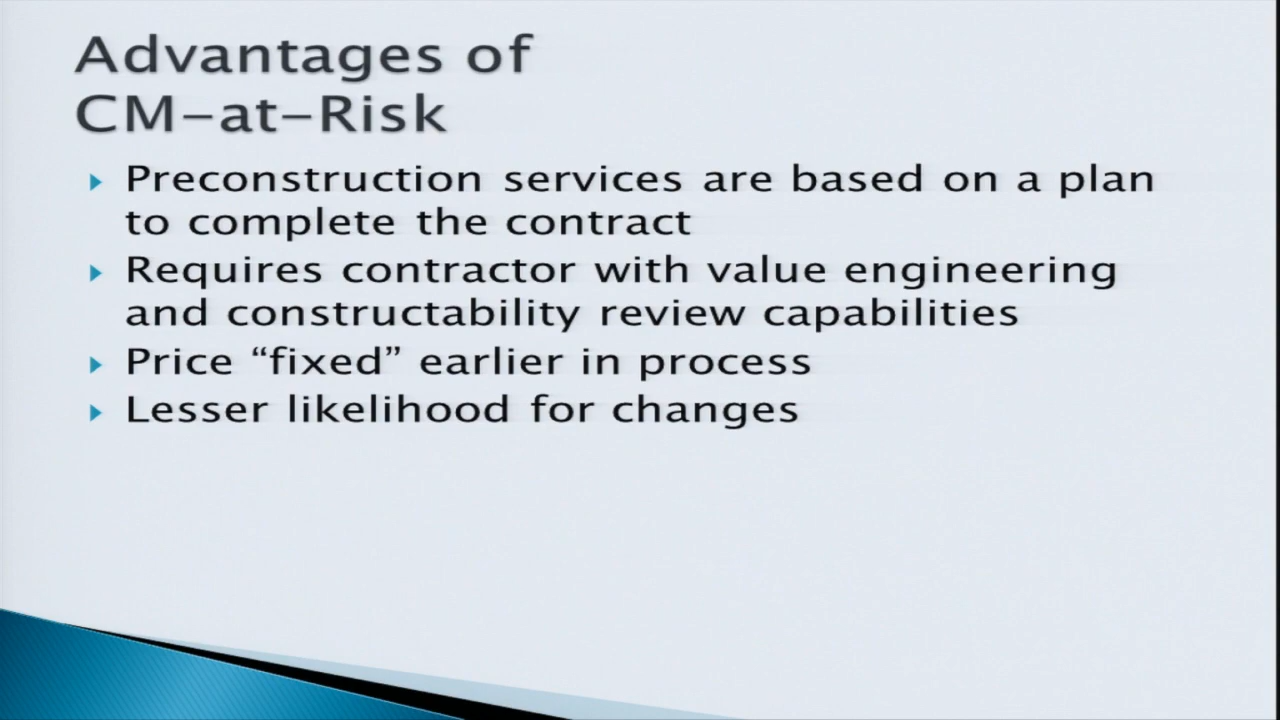 Advantages of
CM-at-Risk
Preconstruction services are based on a plan
to complete the contract
Requires contractor with value engineering
and constructability review capabilities
Price “fixed” earlier in process
Lesser likelihood for changes